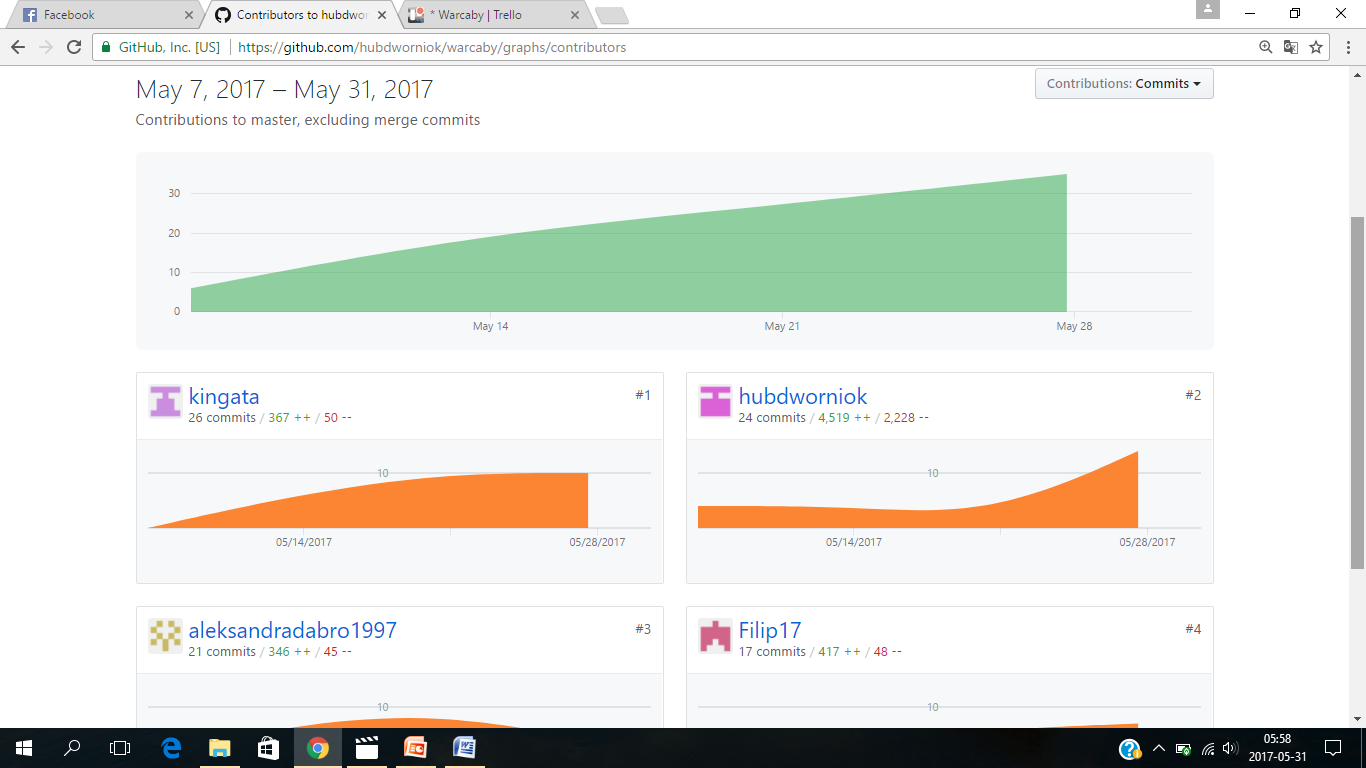 Facebook
Contributors to hubdwor
* Warcaby | Trello
GitHub, Inc. [US]
https://github.com/hubdworniok/warcaby/graphs/contributors
May 7, 2017 – May 31, 2017
Contributions: Commits
Contributions to master, excluding merge commits
30
20
10
0
May 14
May 21
May 28
kingata
#1
26 commits / 367 ++ / 50 --
10
05/14/2017
05/28/2017
hubdworniok
#2
24 commits / 4,519 ++ / 2,228 --
10
05/14/2017
05/28/2017
aleksandradabro1997
#3
21 commits / 346 ++ / 45 --
10
Filip17
#4
17 commits / 417 ++ / 48 --
10
05:58
2017-05-31